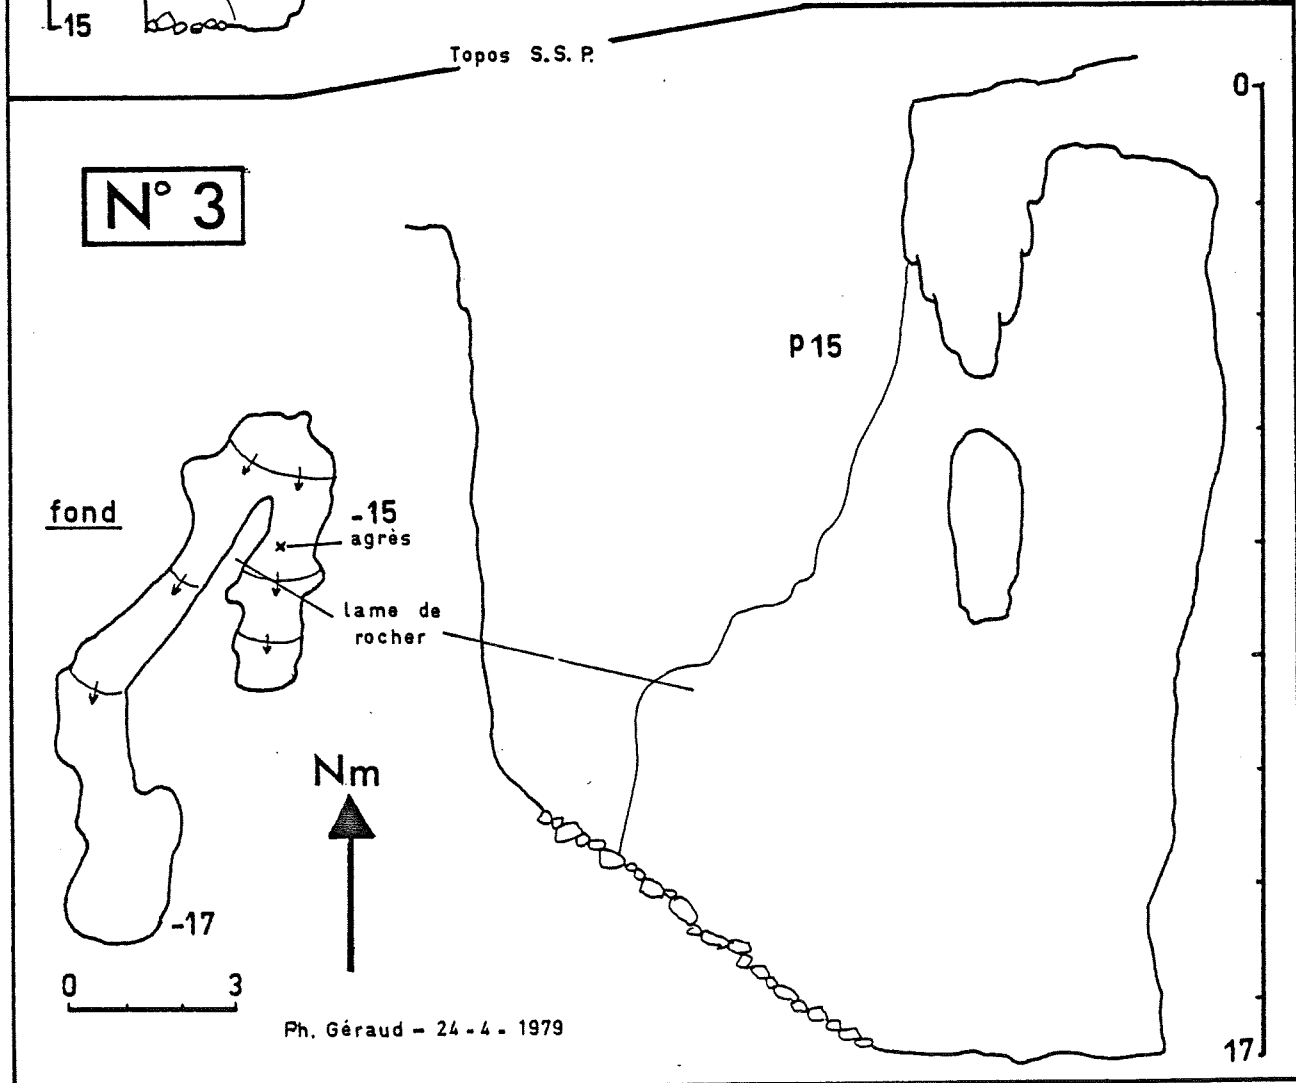 -15
Topos S.S.P.
0
N° 3
P15
fond
-15
agrès
lame de
rocher
Nm
-17
0 3
Ph. Géraud - 24-4-1979
17